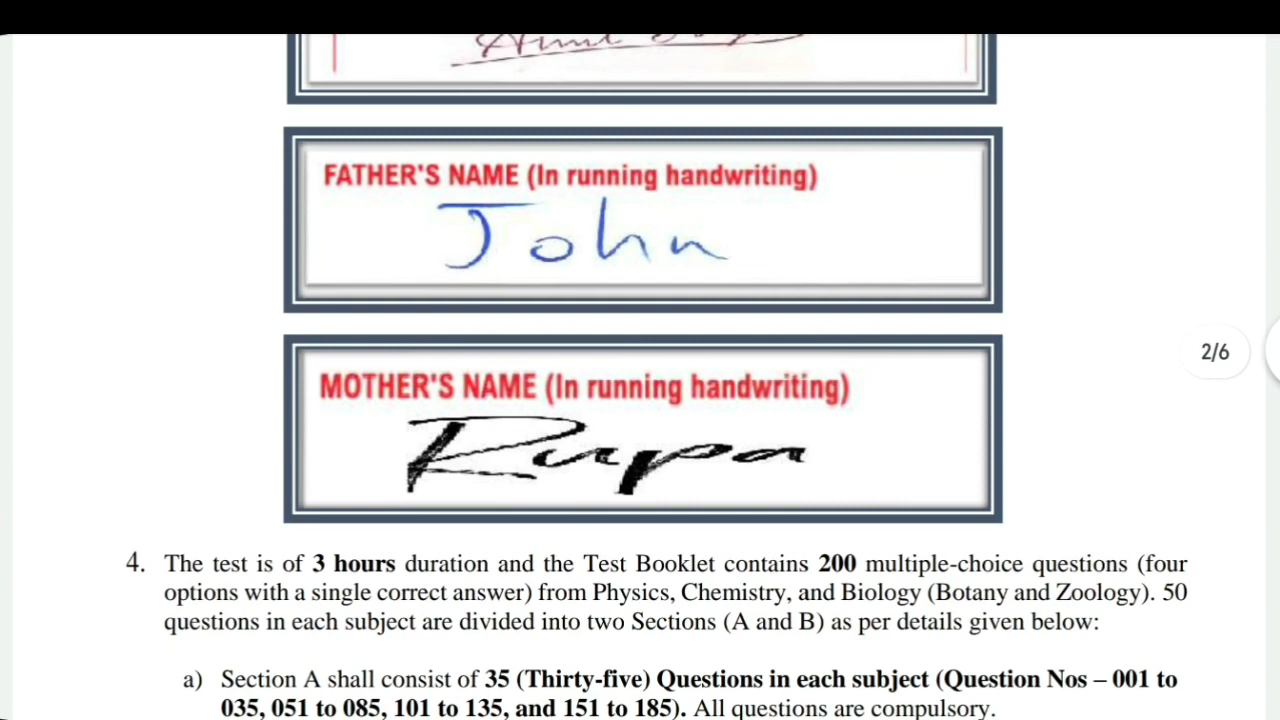 FATHER'S NAME (In running handwriting)
John
MOTHER'S NAME (In running handwriting)
Rupa
2/6
4. The test is of 3 hours duration and the Test Booklet contains 200 multiple-choice questions (four
options with a single correct answer) from Physics, Chemistry, and Biology (Botany and Zoology). 50
questions in each subject are divided into two Sections (A and B) as per details given below:
a) Section A shall consist of 35 (Thirty-five) Questions in each subject (Question Nos – 001 to
035, 051 to 085, 101 to 135, and 151 to 185). All questions are compulsory.